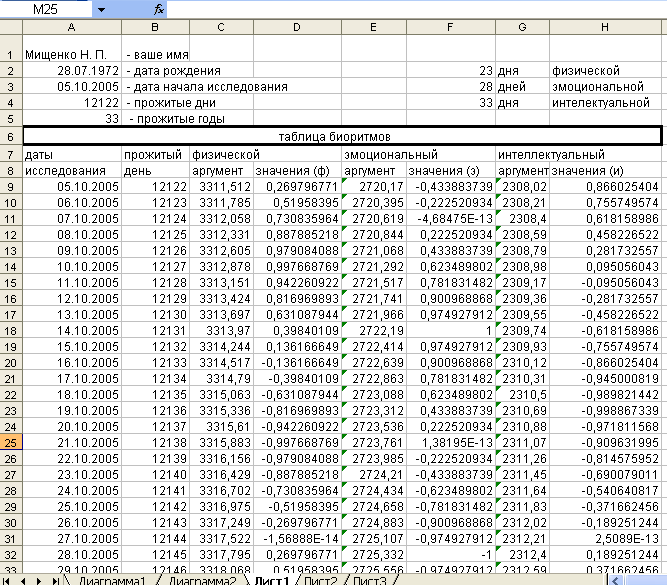 M25 fx
A B C D E F G H
1 Мищенко Н. П. - ваше имя
2 28.07.1972 - дата рождения 23 дня физической
3 05.10.2005 - дата начала исследования 28 дней эмоциональной
4 12122 - прожитые дни 33 дня интелектуальной
5 33 - прожитые годы
6 таблица биоритмов
7 даты прожитый физической эмоциональный интеллектуальный
8 исследования день аргумент значения (ф) аргумент значения (э) аргумент значения (и)
9 05.10.2005 12122 3311,512 0,269796771 2720,17 -0,433883739 2308,02 0,866025404
10 06.10.2005 12123 3311,785 0,51958395 2720,395 -0,222520934 2308,21 0,755749574
11 07.10.2005 12124 3312,058 0,730835964 2720,619 -4,68475E-13 2308,4 0,618158986
12 08.10.2005 12125 3312,331 0,887885218 2720,844 0,222520934 2308,59 0,458226522
13 09.10.2005 12126 3312,605 0,979084088 2721,068 0,433883739 2308,79 0,281732557
14 10.10.2005 12127 3312,878 0,997668769 2721,292 0,623489802 2308,98 0,095056043
15 11.10.2005 12128 3313,151 0,942260922 2721,517 0,781831482 2309,17 -0,095056043
16 12.10.2005 12129 3313,424 0,816969893 2721,741 0,900968868 2309,36 -0,281732557
17 13.10.2005 12130 3313,697 0,631087944 2721,966 0,974927912 2309,55 -0,458226522
18 14.10.2005 12131 3313,97 0,39840109 2722,19 1 2309,74 -0,618158986
19 15.10.2005 12132 3314,244 0,136166649 2722,414 0,974927912 2309,93 -0,755749574
20 16.10.2005 12133 3314,517 -0,136166649 2722,639 0,900968868 2310,12 -0,866025404
21 17.10.2005 12134 3314,79 -0,39840109 2722,863 0,781831482 2310,31 -0,945000819
22 18.10.2005 12135 3315,063 -0,631087944 2723,088 0,623489802 2310,5 -0,989821442
23 19.10.2005 12136 3315,336 -0,816969893 2723,312 0,433883739 2310,69 -0,998867339
24 20.10.2005 12137 3315,61 -0,942260922 2723,536 0,222520934 2310,88 -0,971811568
25 21.10.2005 12138 3315,883 -0,997668769 2723,761 1,38195E-13 2311,07 -0,909631995
26 22.10.2005 12139 3316,156 -0,979084088 2723,985 -0,222520934 2311,26 -0,814575952
27 23.10.2005 12140 3316,429 -0,887885218 2724,21 -0,433883739 2311,45 -0,690079011
28 24.10.2005 12141 3316,702 -0,730835964 2724,434 -0,623489802 2311,64 -0,540640817
29 25.10.2005 12142 3316,975 -0,51958395 2724,658 -0,781831482 2311,83 -0,371662456
30 26.10.2005 12143 3317,249 -0,269796771 2724,883 -0,900968868 2312,02 -0,189251244
31 27.10.2005 12144 3317,522 -1,56888E-14 2725,107 -0,974927912 2312,21 2,5089E-13
32 28.10.2005 12145 3317,795 0,269796771 2725,332 -1 2312,4 0,189251244
33 29.10.2005 12146 3318,068 0,51958395 2725,556 -0,974927912 2312,59 0,371662456
Диаграмма1 Диаграмма2 Лист1 Лист2 Лист3